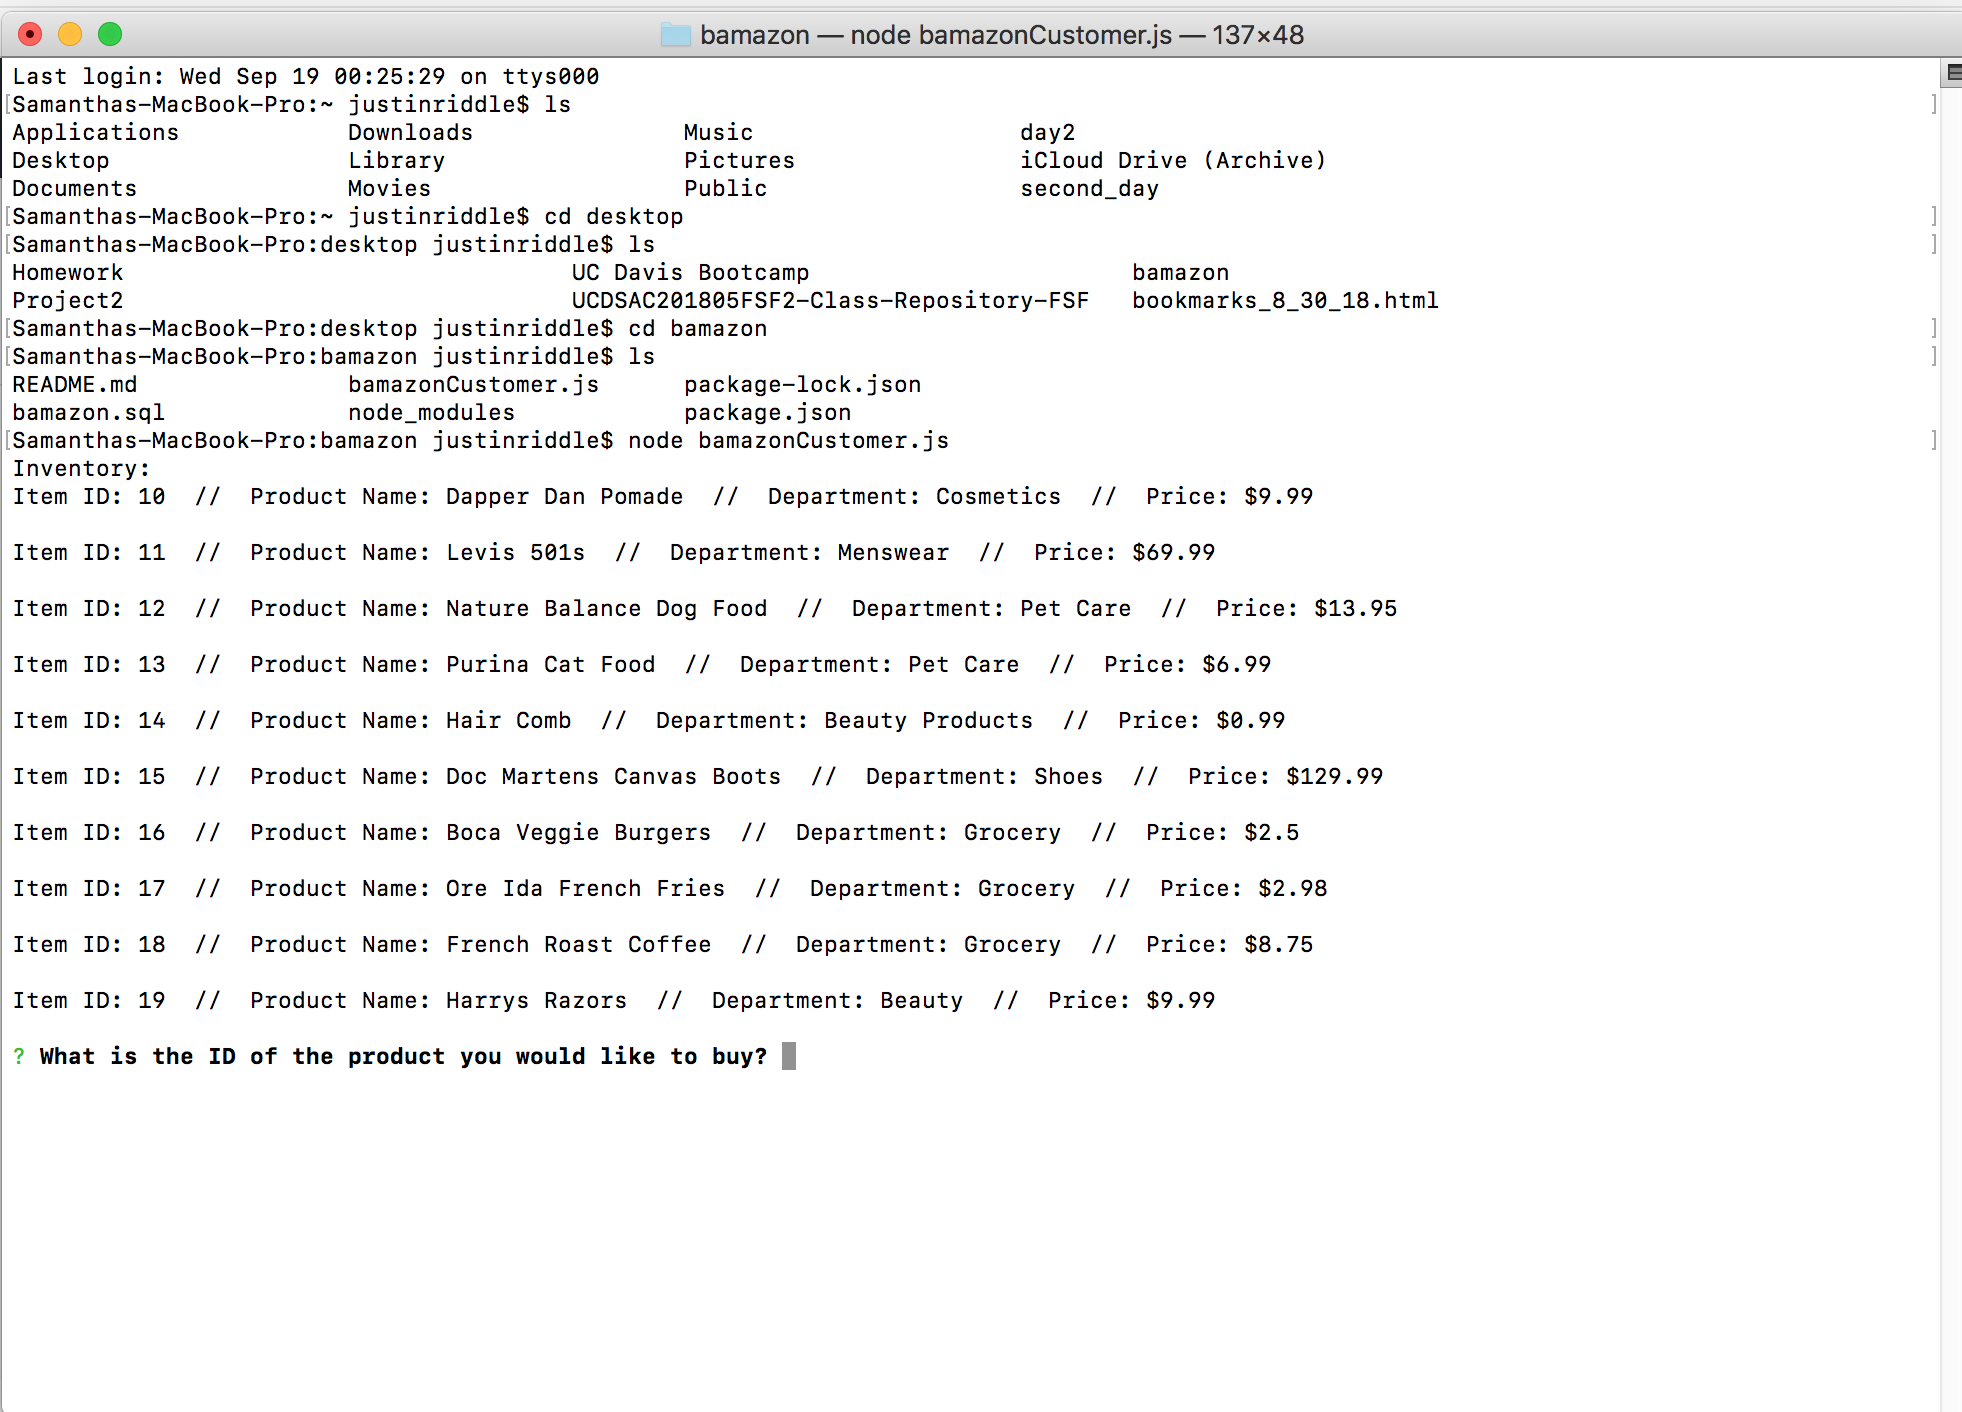 bamazon — node bamazonCustomer.js — 137×48
Last login: Wed Sep 19 00:25:29 on ttys000
[Samanthas-MacBook-Pro:~ justinriddle$ ls ]
Applications Downloads Music day2
Desktop Library Pictures iCloud Drive (Archive)
Documents Movies Public second_day
[Samanthas-MacBook-Pro:~ justinriddle$ cd desktop ]
[Samanthas-MacBook-Pro:desktop justinriddle$ ls ]
Homework UC Davis Bootcamp bamazon
Project2 UCDSAC201805FSF2-Class-Repository-FSF bookmarks_8_30_18.html
[Samanthas-MacBook-Pro:desktop justinriddle$ cd bamazon ]
[Samanthas-MacBook-Pro:bamazon justinriddle$ ls ]
README.md bamazonCustomer.js package-lock.json
bamazon.sql node_modules package.json
[Samanthas-MacBook-Pro:bamazon justinriddle$ node bamazonCustomer.js ]
Inventory:
Item ID: 10 // Product Name: Dapper Dan Pomade // Department: Cosmetics // Price: $9.99
Item ID: 11 // Product Name: Levis 501s // Department: Menswear // Price: $69.99
Item ID: 12 // Product Name: Nature Balance Dog Food // Department: Pet Care // Price: $13.95
Item ID: 13 // Product Name: Purina Cat Food // Department: Pet Care // Price: $6.99
Item ID: 14 // Product Name: Hair Comb // Department: Beauty Products // Price: $0.99
Item ID: 15 // Product Name: Doc Martens Canvas Boots // Department: Shoes // Price: $129.99
Item ID: 16 // Product Name: Boca Veggie Burgers // Department: Grocery // Price: $2.5
Item ID: 17 // Product Name: Ore Ida French Fries // Department: Grocery // Price: $2.98
Item ID: 18 // Product Name: French Roast Coffee // Department: Grocery // Price: $8.75
Item ID: 19 // Product Name: Harrys Razors // Department: Beauty // Price: $9.99
? What is the ID of the product you would like to buy?